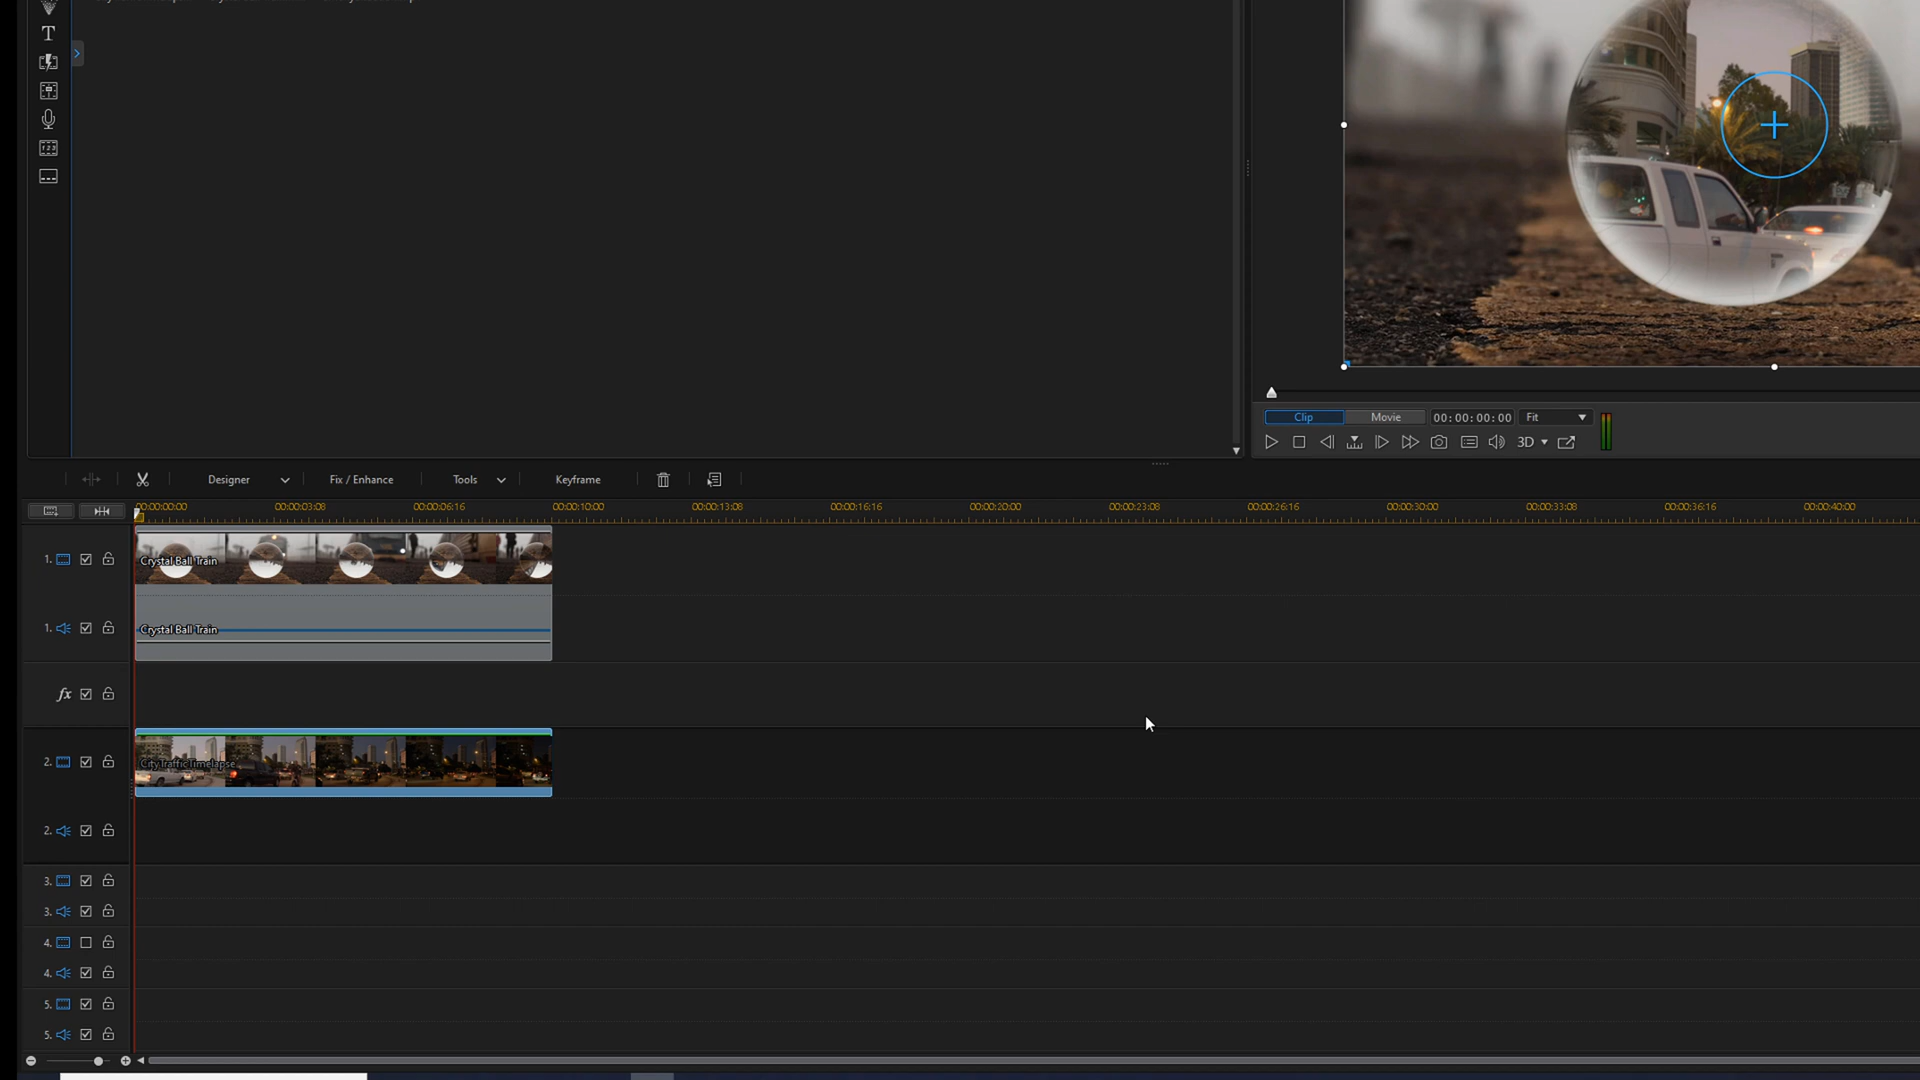 T
Clip Movie 00:00:00:00 Fit
3D
Designer Fix / Enhance Tools Keyframe
00:00:00:00 00:00:03:08 00:00:06:16 00:00:10:00 00:00:13:08 00:00:16:16 00:00:20:00 00:00:23:08 00:00:26:16 00:00:30:00 00:00:33:08 00:00:36:16 00:00:40:00
1. Crystal Ball Train
1. Crystal Ball Train
fx
2. CityTrafficTimelapse
2.
3.
3.
4.
4.
5.
5.